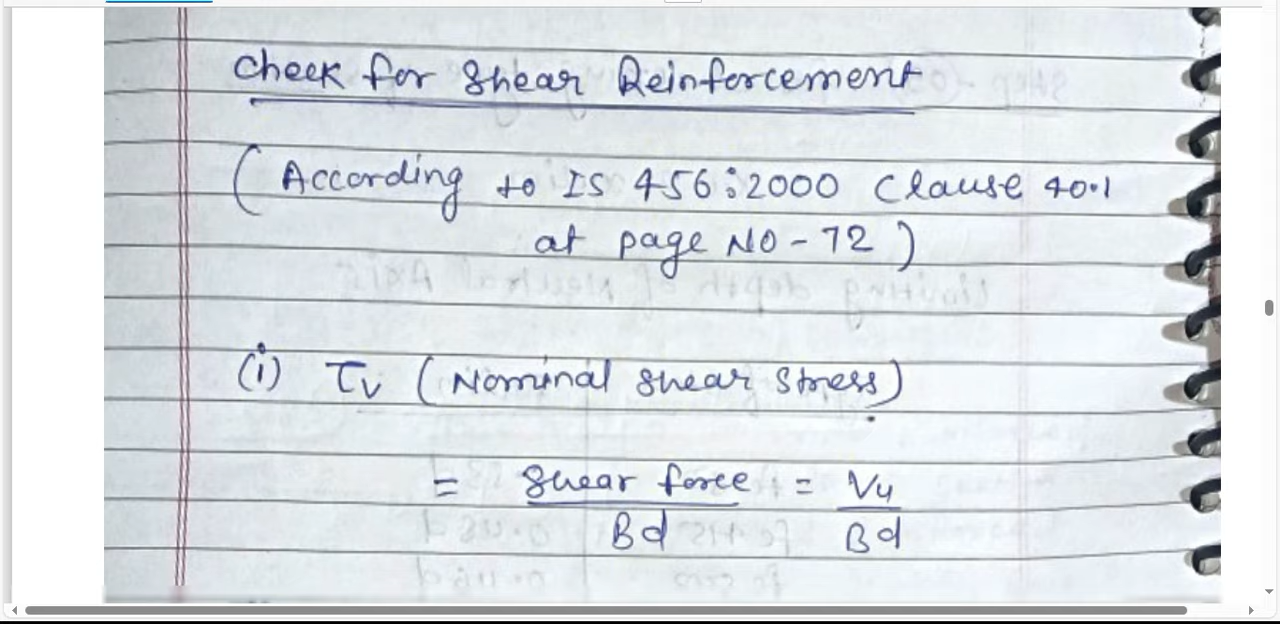 Check for Shear Reinforcement
( According to IS 456:2000 Clause 40.1
at page NO - 72 )
(i) τv ( Nominal Shear Stress )
= Shear force / Bd = Vu / Bd